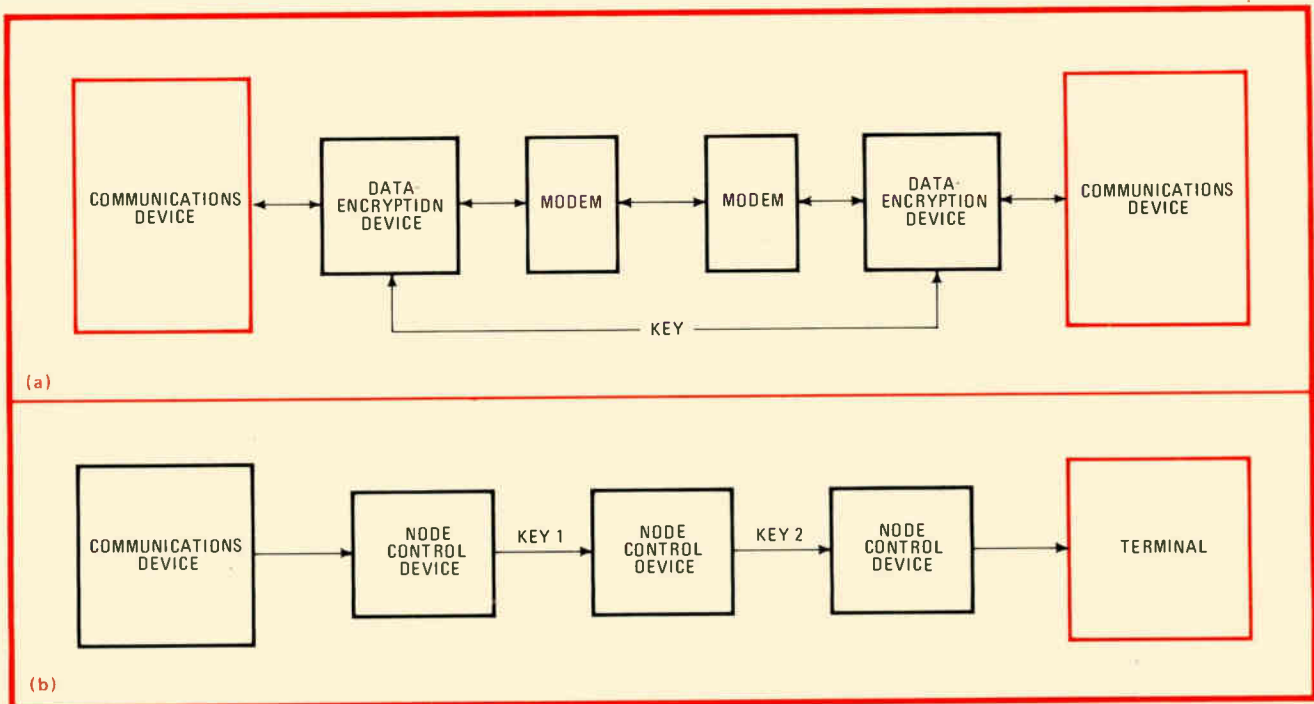 COMMUNICATIONS
DEVICE
DATA-
ENCRYPTION
DEVICE
MODEM
MODEM
DATA-
ENCRYPTION
DEVICE
COMMUNICATIONS
DEVICE
KEY
(a)
COMMUNICATIONS
DEVICE
NODE
CONTROL
DEVICE
KEY 1
NODE
CONTROL
DEVICE
KEY 2
NODE
CONTROL
DEVICE
TERMINAL
(b)